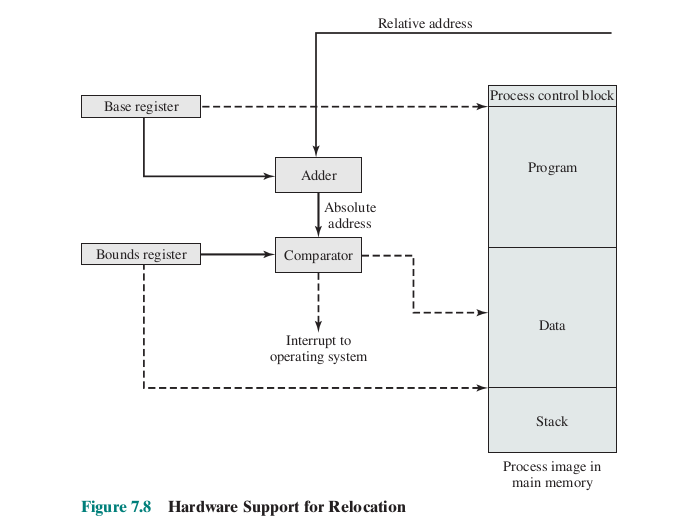 Relative address
Process control block
Base register
Program
Adder
Absolute
address
Bounds register
Comparator
Data
Interrupt to
operating system
Stack
Process image in
main memory
Figure 7.8 Hardware Support for Relocation